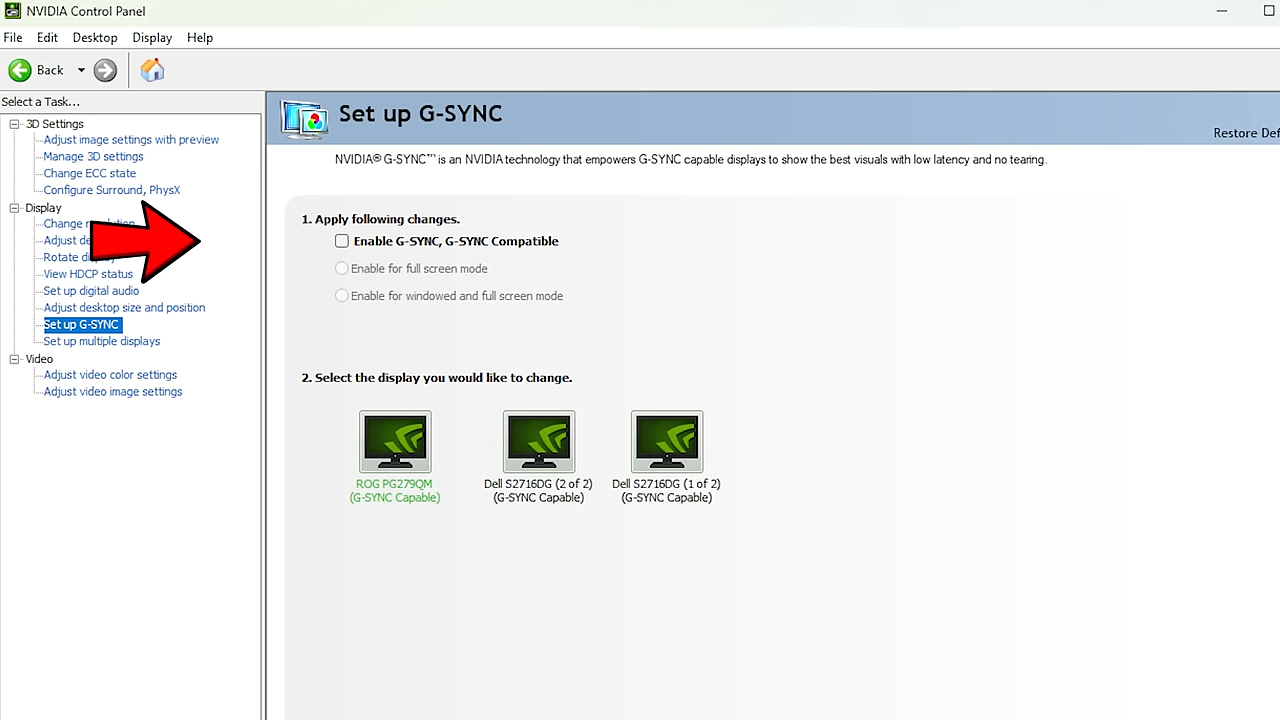 NVIDIA Control Panel
File Edit Desktop Display Help
Back
Select a Task...
3D Settings
Adjust image settings with preview
Manage 3D settings
Change ECC state
Configure Surround, PhysX
Display
Change
Adjust
Rotate
View HDCP status
Set up digital audio
Adjust desktop size and position
Set up G-SYNC
Set up multiple displays
Video
Adjust video color settings
Adjust video image settings
Set up G-SYNC
Restore Def
NVIDIA® G-SYNC™ is an NVIDIA technology that empowers G-SYNC capable displays to show the best visuals with low latency and no tearing.
1. Apply following changes.
Enable G-SYNC, G-SYNC Compatible
Enable for full screen mode
Enable for windowed and full screen mode
2. Select the display you would like to change.
ROG PG279QM
(G-SYNC Capable)
Dell S2716DG (2 of 2)
(G-SYNC Capable)
Dell S2716DG (1 of 2)
(G-SYNC Capable)